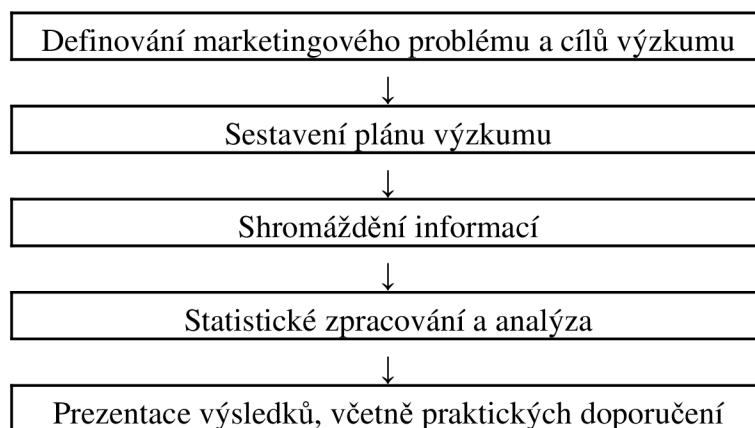 Definování marketingového problému a cílů výzkumu
↓
Sestavení plánu výzkumu
↓
Shromáždění informací
↓
Statistické zpracování a analýza
↓
Prezentace výsledků, včetně praktických doporučení